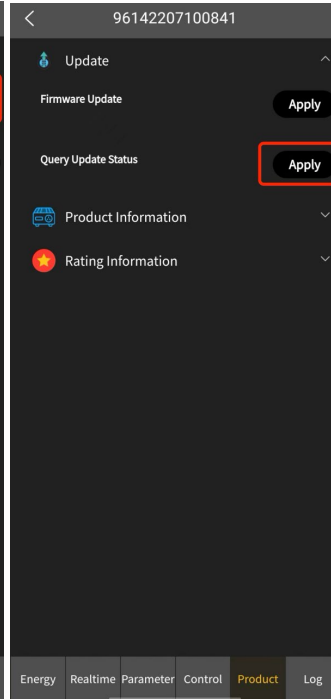 96142207100841
Update
Firmware Update
Apply
Query Update Status
Apply
Product Information
Rating Information
Energy Realtime Parameter Control Product Log